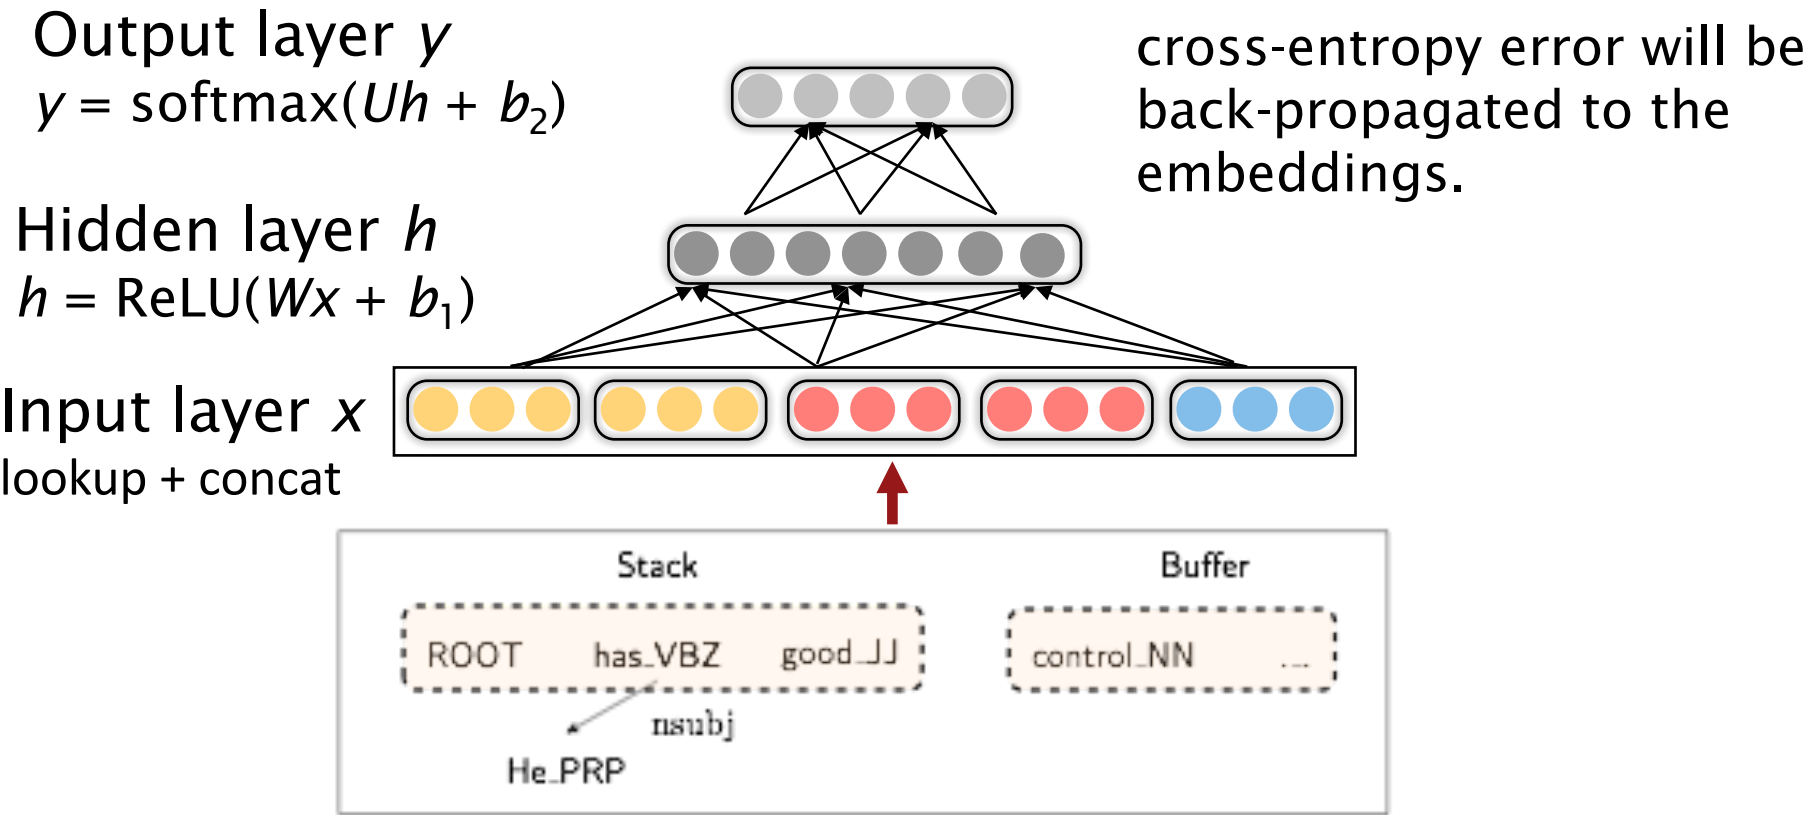 Output layer y
y = softmax(Uh + b₂)
cross-entropy error will be
back-propagated to the
embeddings.
Hidden layer h
h = ReLU(Wx + b₁)
Input layer x
lookup + concat
Stack
Buffer
ROOT has_VBZ good_JJ
control_NN ...
nsubj
He_PRP